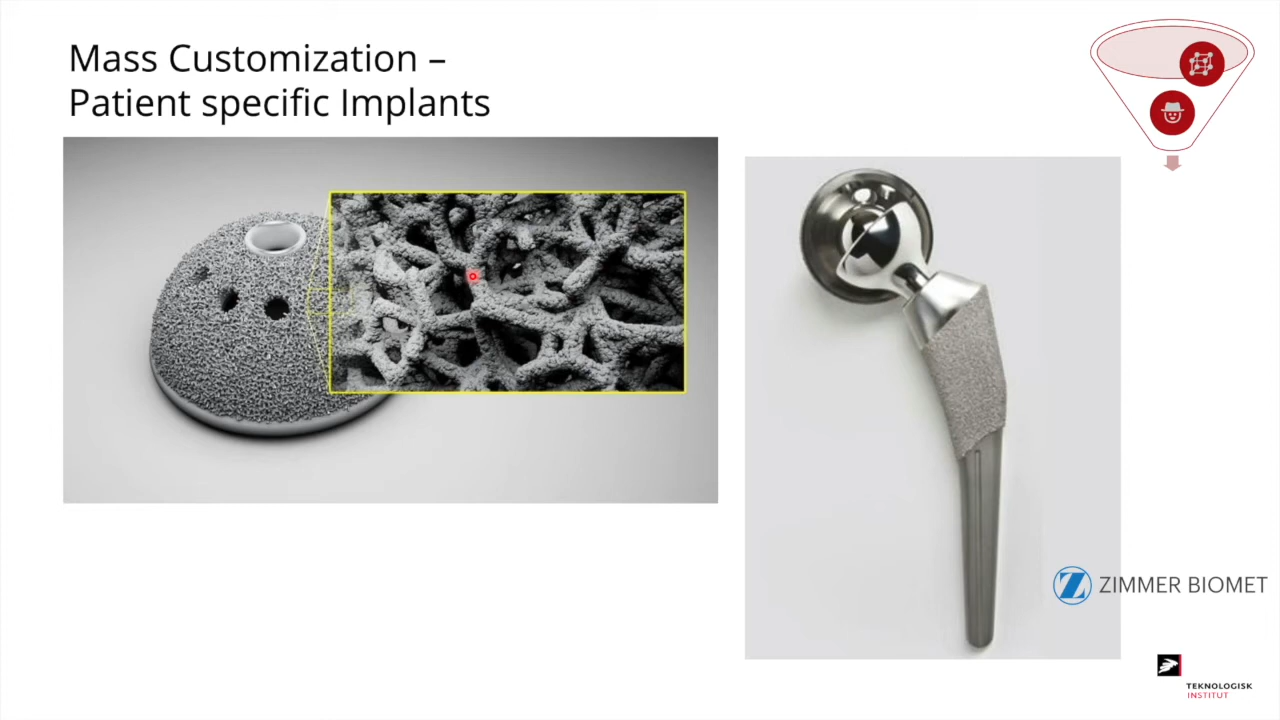 Mass Customization –
Patient specific Implants
ZIMMER BIOMET
TEKNOLOGISK
INSTITUT